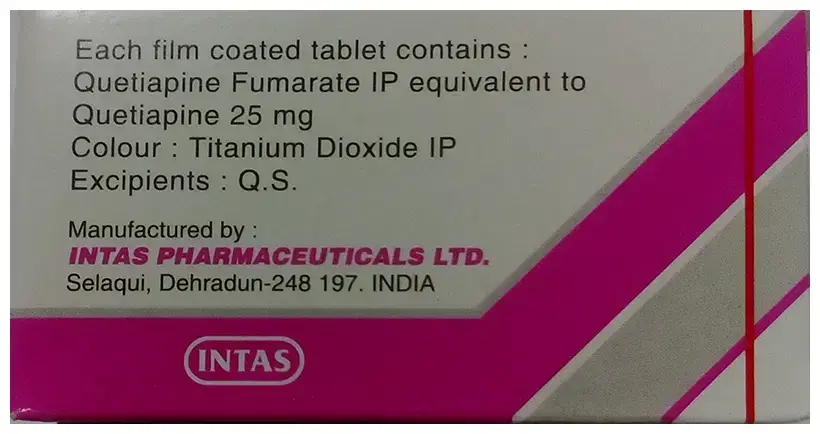 Each film coated tablet contains :
Quetiapine Fumarate IP equivalent to
Quetiapine 25 mg
Colour : Titanium Dioxide IP
Excipients : Q.S.
Manufactured by :
INTAS PHARMACEUTICALS LTD.
Selaqui, Dehradun-248 197. INDIA
INTAS